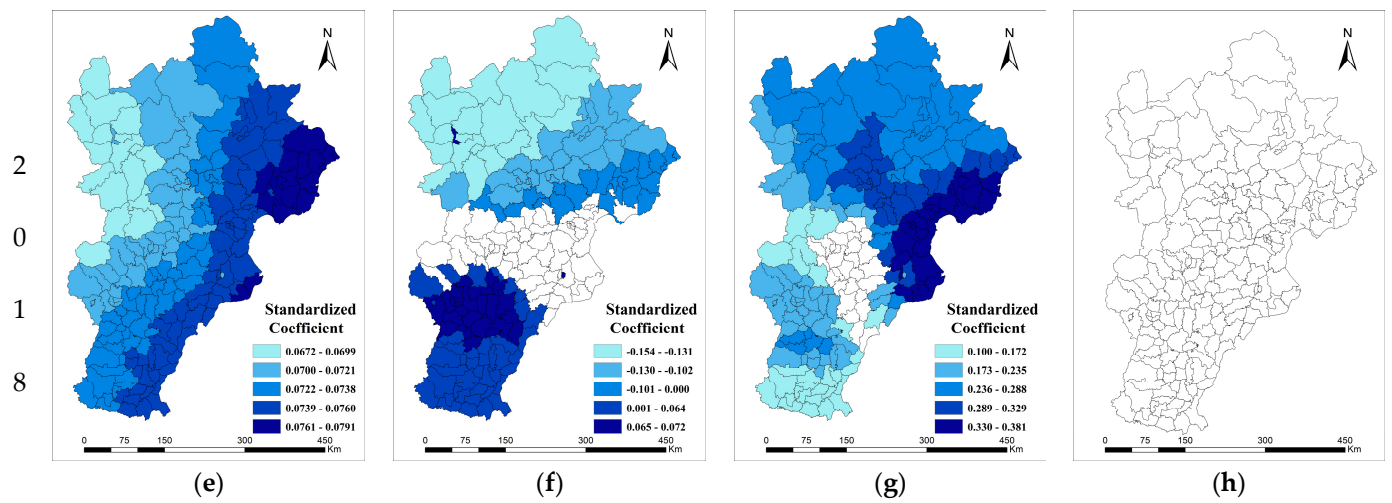 2
0
1
8
N
Standardized
Coefficient
0.0672 - 0.0699
0.0700 - 0.0721
0.0722 - 0.0738
0.0739 - 0.0760
0.0761 - 0.0791
0 75 150 300 450
Km
(e)
N
Standardized
Coefficient
-0.154 - -0.131
-0.130 - -0.102
-0.101 - 0.000
0.001 - 0.064
0.065 - 0.072
0 75 150 300 450
Km
(f)
N
Standardized
Coefficient
0.100 - 0.172
0.173 - 0.235
0.236 - 0.288
0.289 - 0.329
0.330 - 0.381
0 75 150 300 450
Km
(g)
N
0 75 150 300 450
Km
(h)